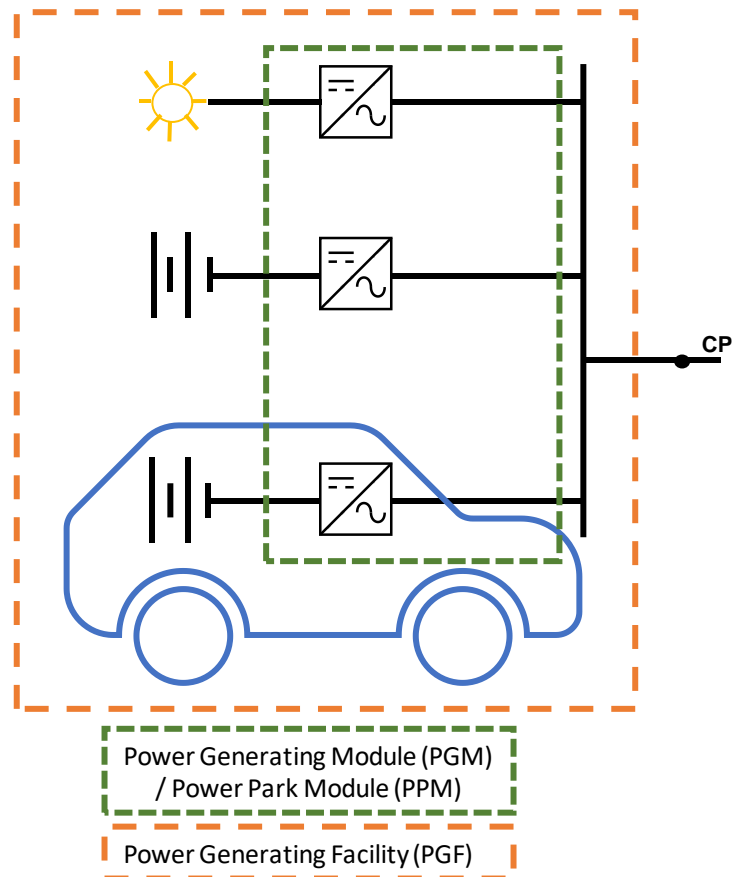 CP
Power Generating Module (PGM)
/ Power Park Module (PPM)
Power Generating Facility (PGF)